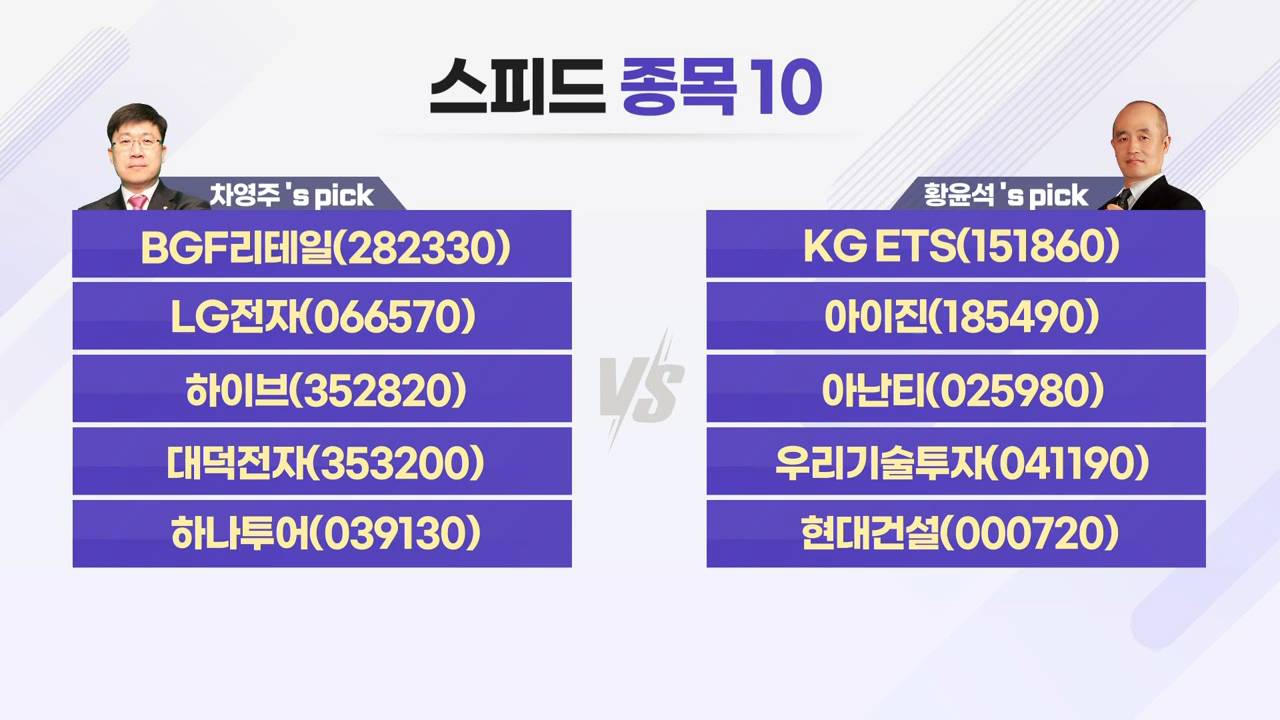 스피드 종목 10
차영주 's pick
BGF리테일(282330)
LG전자(066570)
하이브(352820)
대덕전자(353200)
하나투어(039130)
VS
황윤석 's pick
KG ETS(151860)
아이진(185490)
아난티(025980)
우리기술투자(041190)
현대건설(000720)